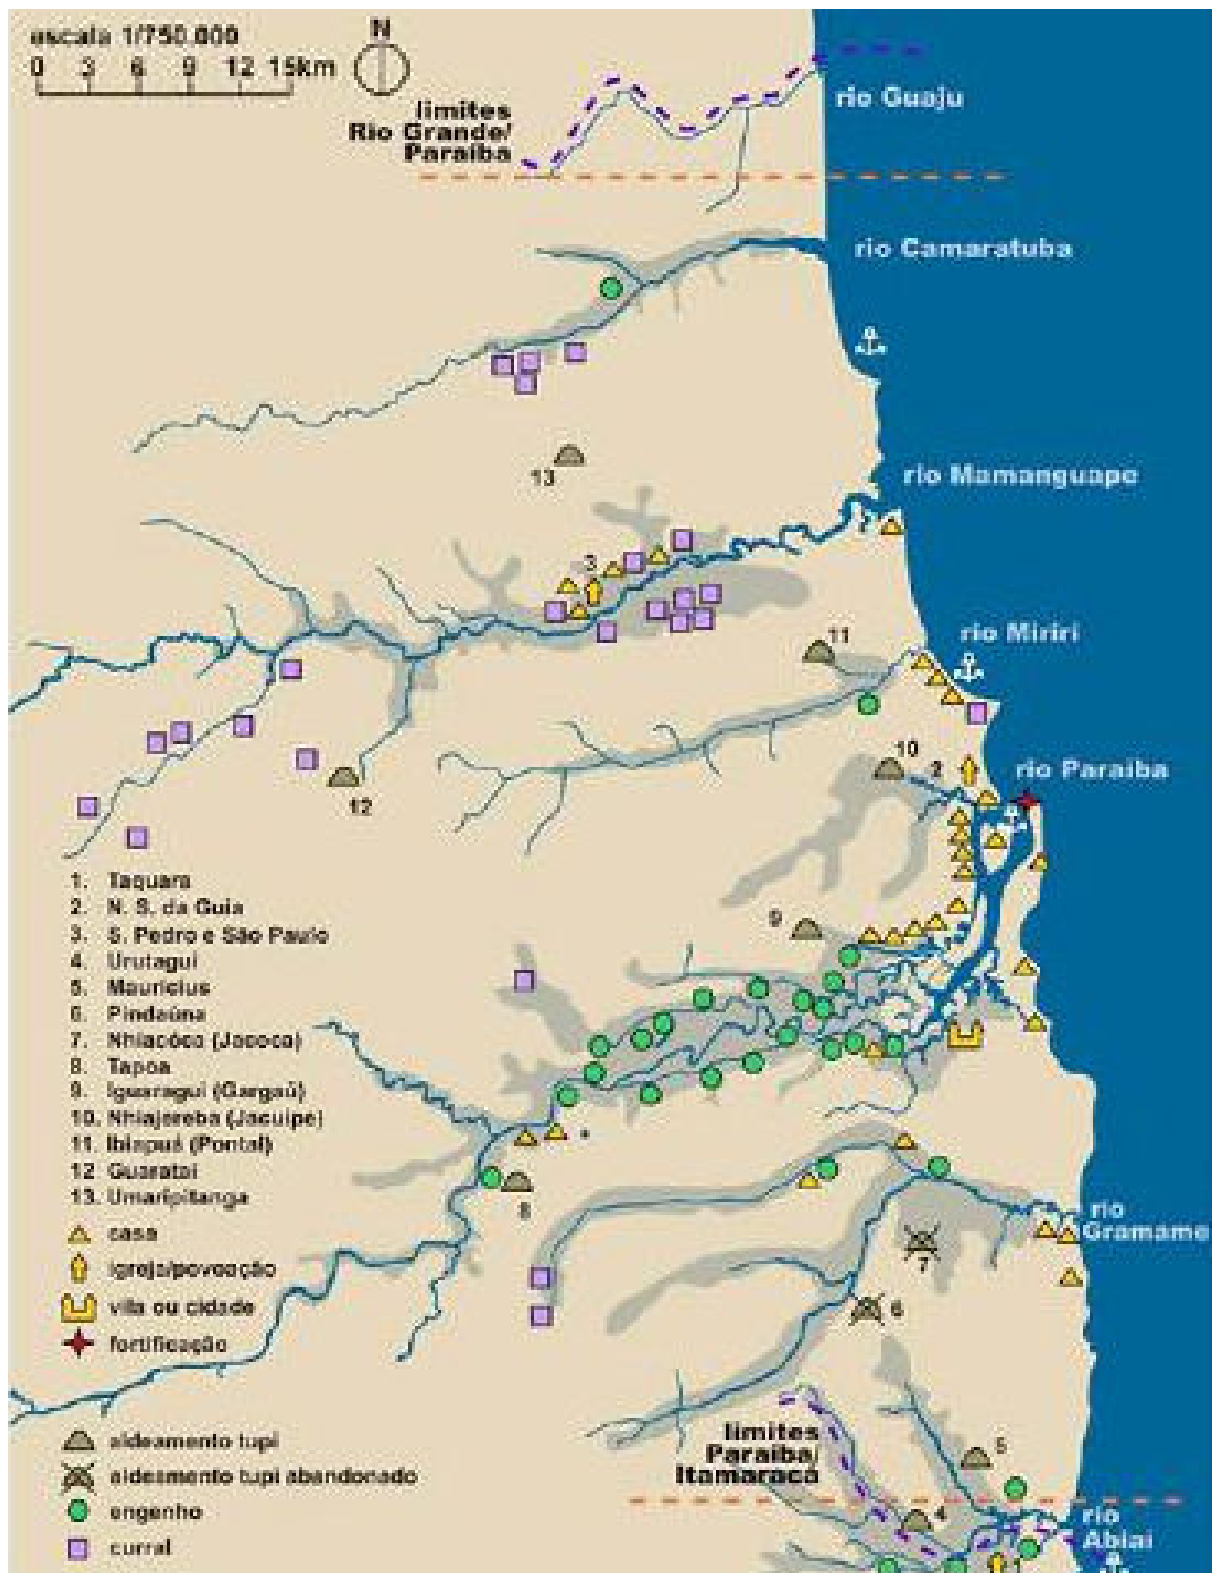 escala 1/750.000
N
0 3 6 9 12 15km
limites
Rio Grande/
Paraíba
rio Guaju
rio Camaratuba
13
rio Mamanguape
3
11
rio Miriri
10
2
rio Paraíba
12
9
1. Taquara
2. N. S. da Guia
3. S. Pedro e São Paulo
4. Urutagui
5. Mauricius
6. Pindaúna
7. Nhiacóca (Jacoca)
8. Tapoa
9. Iguaragui (Gargaú)
10. Nhiajereba (Jacuípe)
11. Ibiapuá (Pontal)
12 Guaratai
13. Umaripitanga
8
rio
Gramame
7
6
casa
igreja/povoação
vila ou cidade
fortificação
limites
Paraíba/
Itamaracá
5
4
rio
Abiaí
1
aldeamento tupi
aldeamento tupi abandonado
engenho
curral